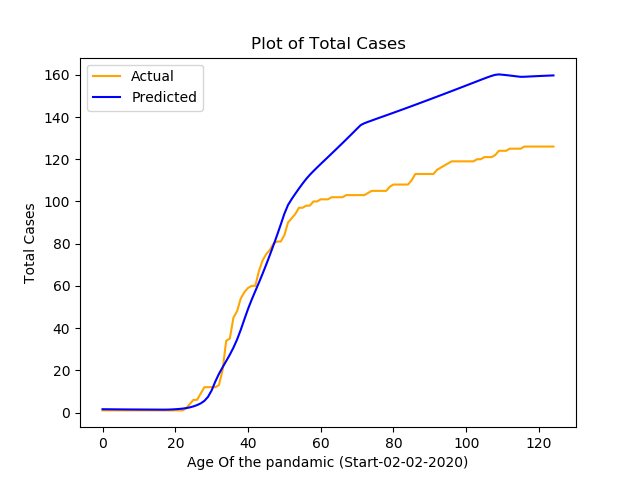 Plot of Total Cases
Actual
Predicted
160
140
120
100
80
60
40
20
0
Total Cases
0 20 40 60 80 100 120
Age Of the pandamic (Start-02-02-2020)